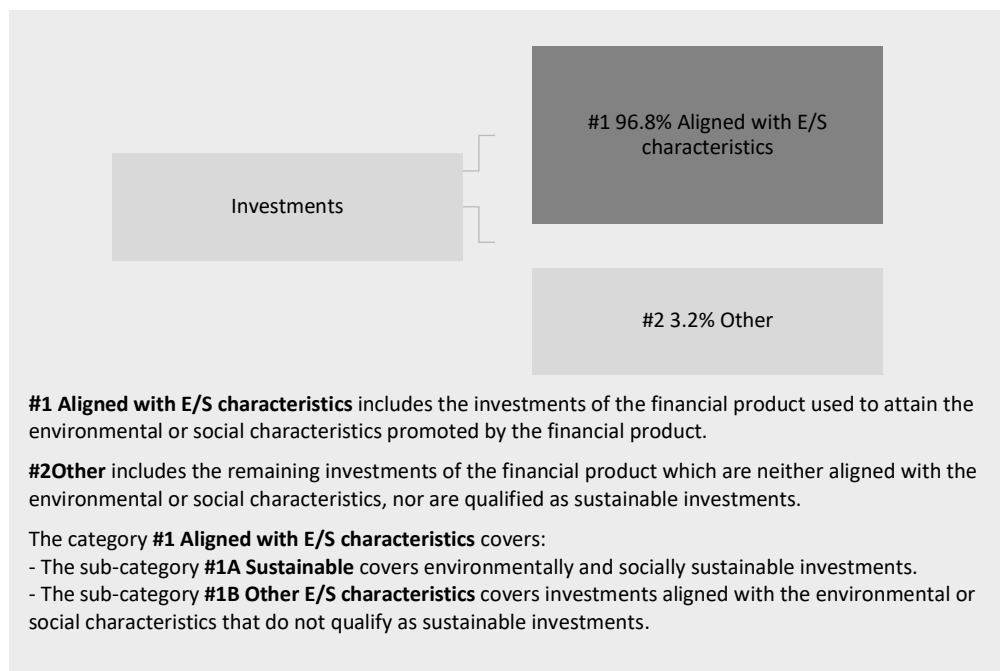 #1 96.8% Aligned with E/S
characteristics
Investments
#2 3.2% Other
#1 Aligned with E/S characteristics includes the investments of the financial product used to attain the
environmental or social characteristics promoted by the financial product.
#2Other includes the remaining investments of the financial product which are neither aligned with the
environmental or social characteristics, nor are qualified as sustainable investments.
The category #1 Aligned with E/S characteristics covers:
- The sub-category #1A Sustainable covers environmentally and socially sustainable investments.
- The sub-category #1B Other E/S characteristics covers investments aligned with the environmental or
social characteristics that do not qualify as sustainable investments.